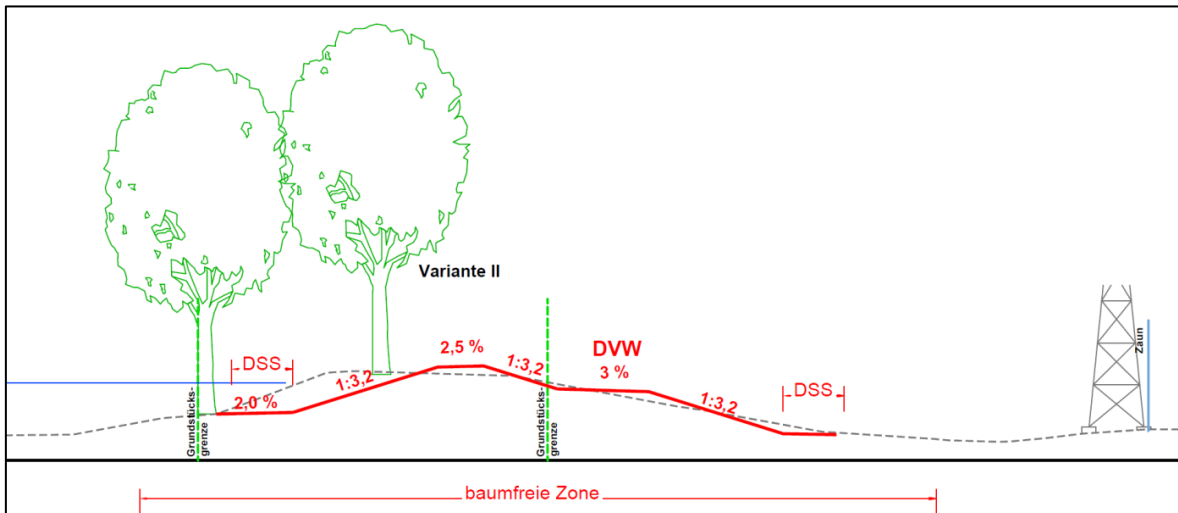 Variante II
2,5 %
DVW
DSS
1:3,2
1:3,2
3 %
Zaun
2,0 %
1:3,2
DSS
Grundstücks-
grenze
Grundstücks-
grenze
baumfreie Zone